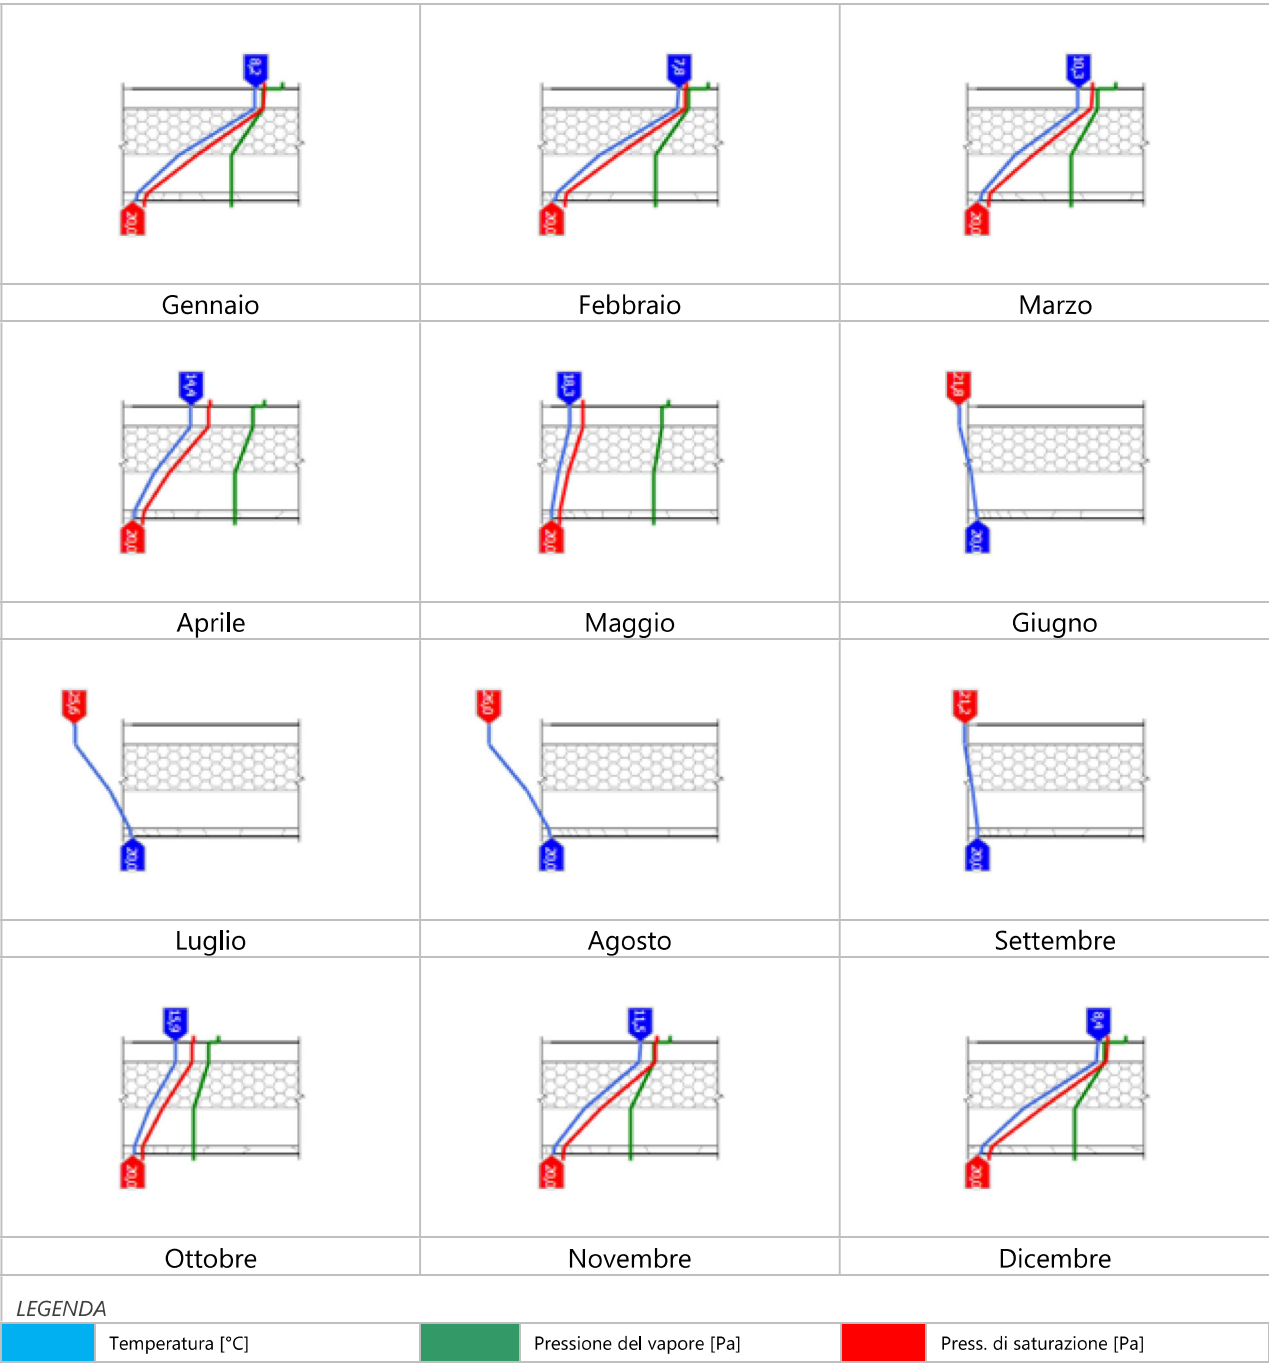 8,2 7,8 10,3
20,0 20,0 20,0
Gennaio Febbraio Marzo
14,4 18,3 21,8
20,0 20,0 20,0
Aprile Maggio Giugno
25,6 26,0 21,2
20,0 20,0 20,0
Luglio Agosto Settembre
15,9 11,5 8,4
20,0 20,0 20,0
Ottobre Novembre Dicembre
LEGENDA
Temperatura [°C] Pressione del vapore [Pa] Press. di saturazione [Pa]